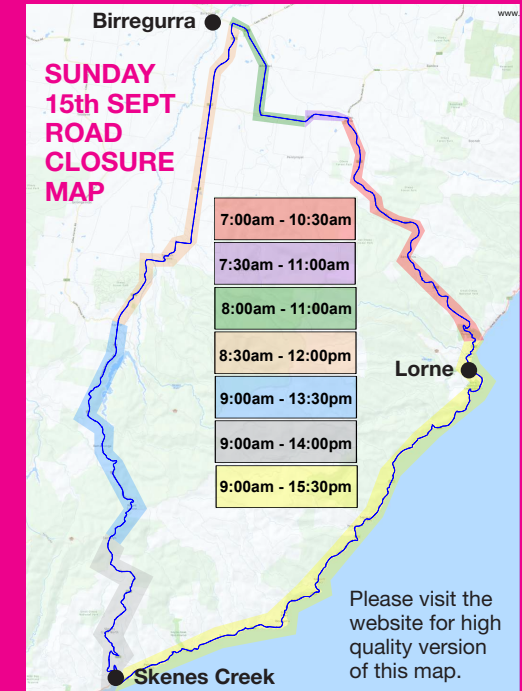 www.
Birregurra
SUNDAY
15th SEPT
ROAD
CLOSURE
MAP
7:00am - 10:30am
7:30am - 11:00am
8:00am - 11:00am
8:30am - 12:00pm
9:00am - 13:30pm
9:00am - 14:00pm
9:00am - 15:30pm
Lorne
Please visit the
website for high
quality version
of this map.
Skenes Creek